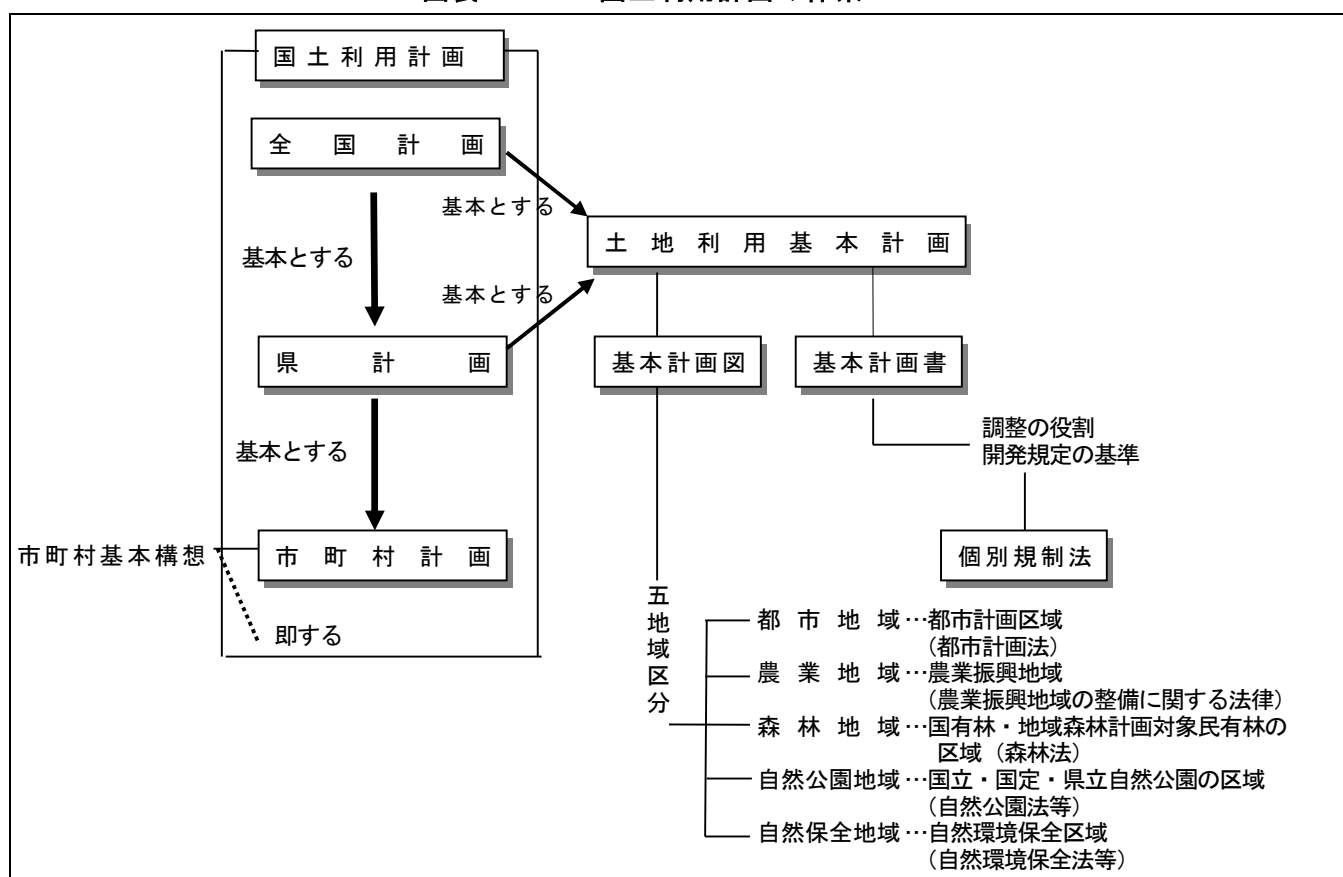 国土利用計画
全国計画
基本とする
土地利用基本計画
基本とする
基本とする
県計画
基本計画図
基本計画書
基本とする
調整の役割
開発規定の基準
市町村基本構想
市町村計画
個別規制法
即する
五地域区分
都市地域…都市計画区域
(都市計画法)
農業地域…農業振興地域
(農業振興地域の整備に関する法律)
森林地域…国有林・地域森林計画対象民有林の
区域(森林法)
自然公園地域…国立・国定・県立自然公園の区域
(自然公園法等)
自然保全地域…自然環境保全区域
(自然環境保全法等)